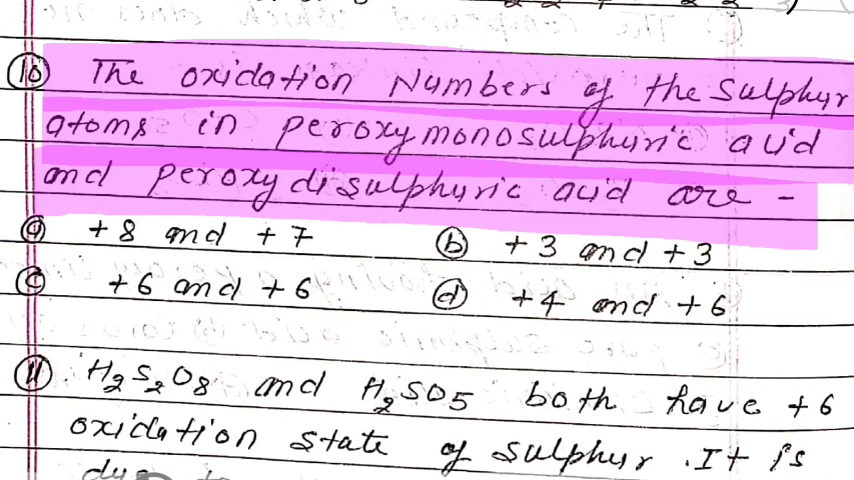 (10) The oxidation Numbers of the Sulphur
atoms in peroxymonosulphuric acid
and peroxydisulphuric acid are -
(a) +8 and +7 (b) +3 and +3
(c) +6 and +6 (d) +4 and +6
(11) H2S2O8 and H2SO5 both have +6
oxidation state of sulphur. It is